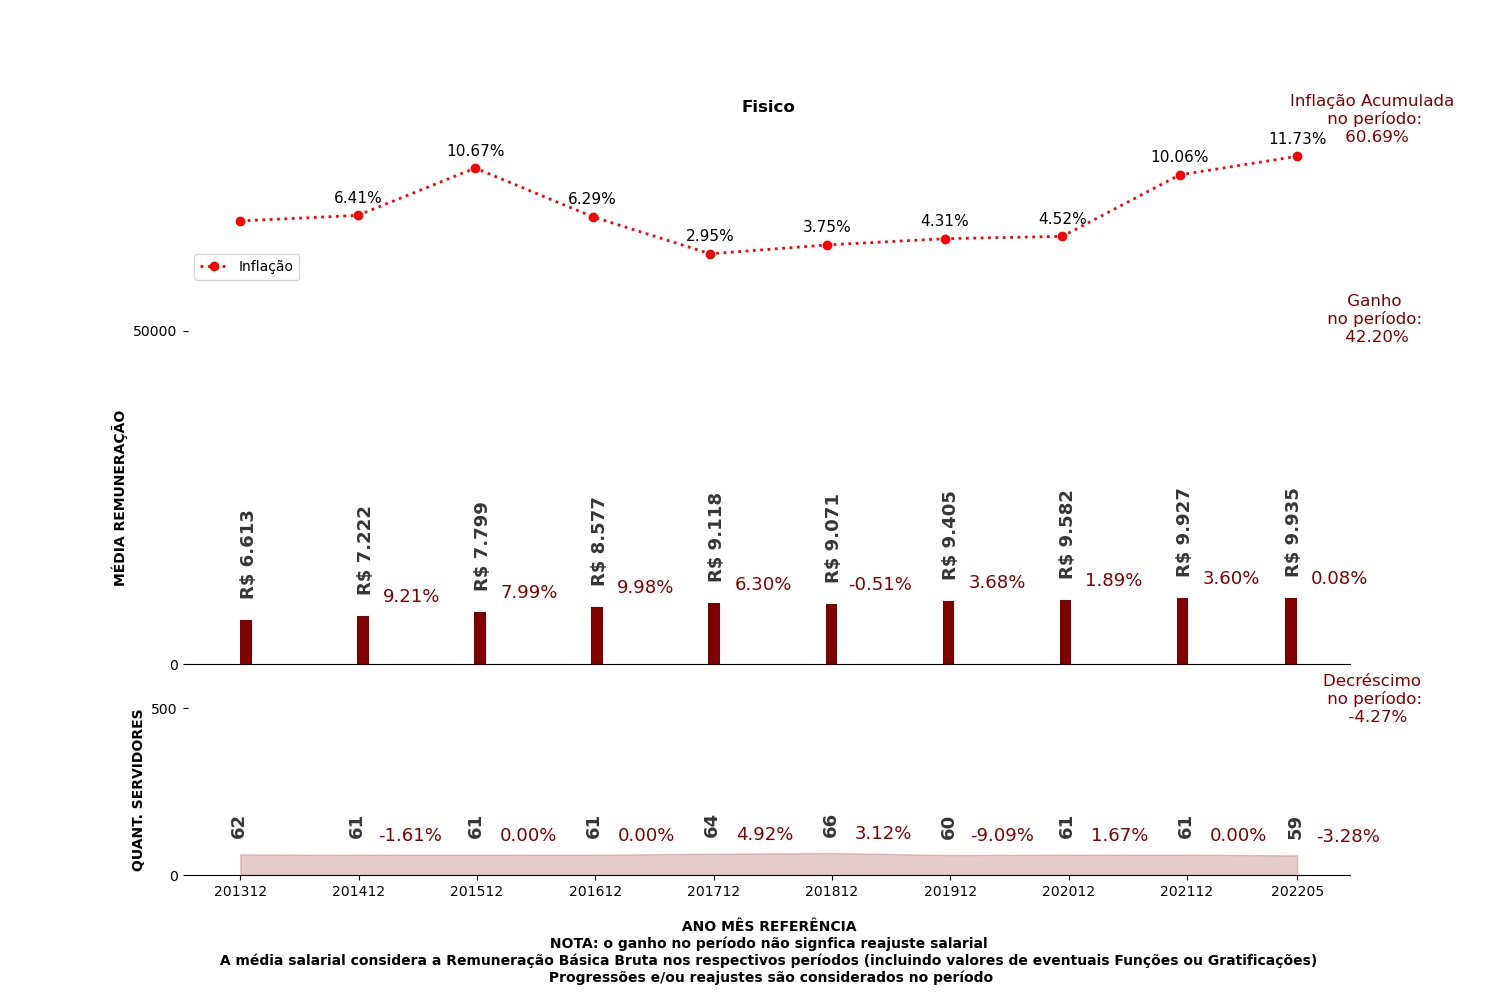 Fisico
Inflação Acumulada
no período:
60.69%
6.41%
10.67%
6.29%
2.95%
3.75%
4.31%
4.52%
10.06%
11.73%
Inflação
Ganho
no período:
42.20%
50000
0
MÉDIA REMUNERAÇÃO
R$ 6.613
R$ 7.222
R$ 7.799
R$ 8.577
R$ 9.118
R$ 9.071
R$ 9.405
R$ 9.582
R$ 9.927
R$ 9.935
9.21%
7.99%
9.98%
6.30%
-0.51%
3.68%
1.89%
3.60%
0.08%
Decréscimo
no período:
-4.27%
500
0
QUANT. SERVIDORES
62
61
61
61
64
66
60
61
61
59
-1.61%
0.00%
0.00%
4.92%
3.12%
-9.09%
1.67%
0.00%
-3.28%
201312
201412
201512
201612
201712
201812
201912
202012
202112
202205
ANO MÊS REFERÊNCIA
NOTA: o ganho no período não signfica reajuste salarial
A média salarial considera a Remuneração Básica Bruta nos respectivos períodos (incluindo valores de eventuais Funções ou Gratificações)
Progressões e/ou reajustes são considerados no período